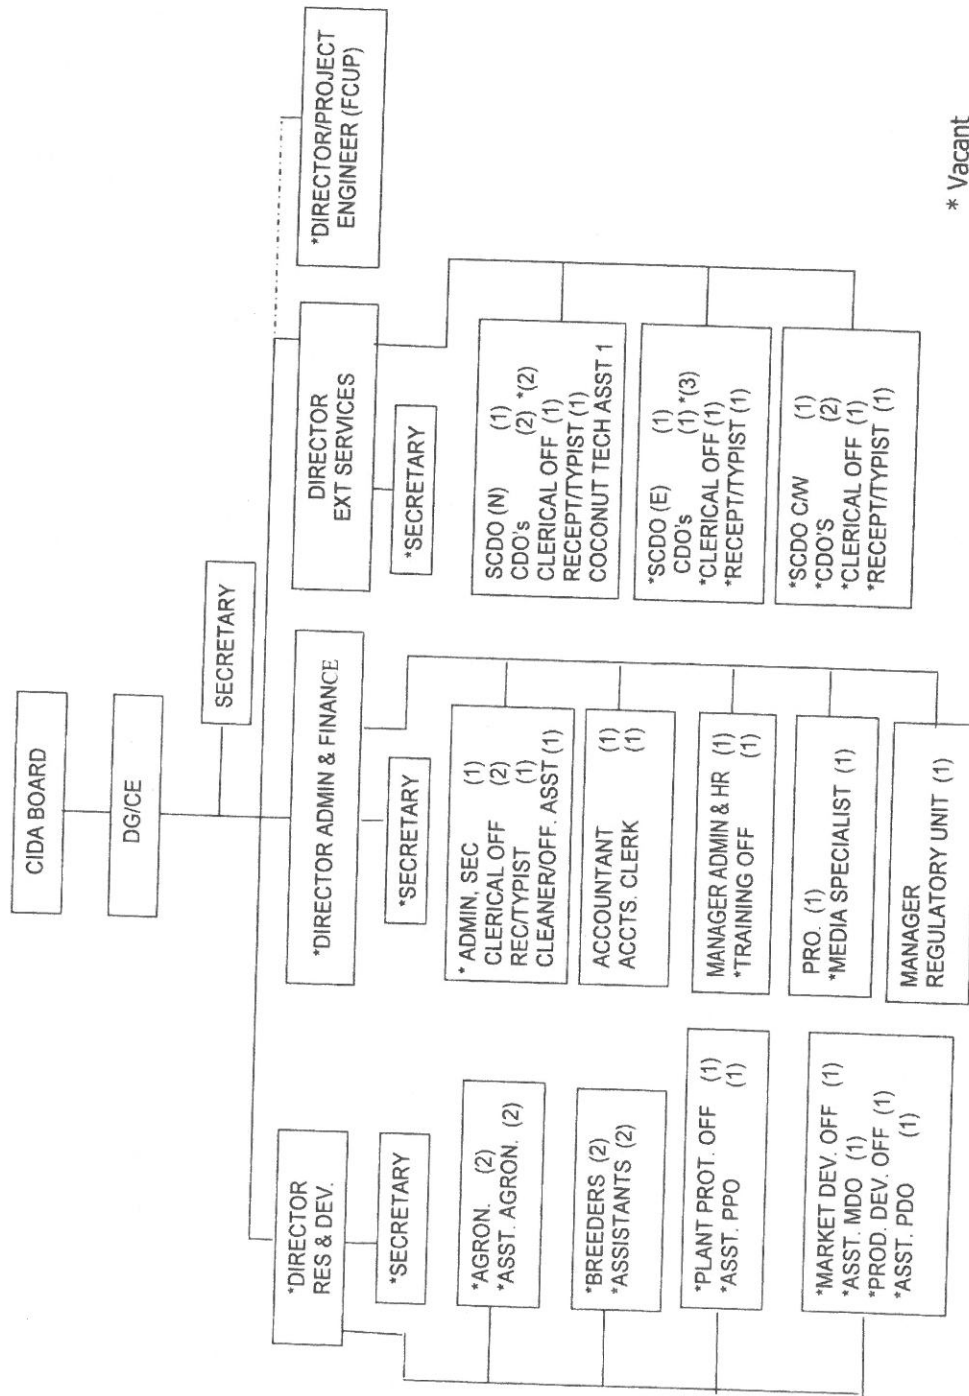 CIDA BOARD
DG/CE
SECRETARY
*DIRECTOR
RES & DEV.
*SECRETARY
*AGRON. (2)
*ASST. AGRON. (2)
*BREEDERS (2)
*ASSISTANTS (2)
*PLANT PROT. OFF (1)
*ASST. PPO (1)
*MARKET DEV. OFF (1)
*ASST. MDO (1)
*PROD. DEV. OFF (1)
*ASST. PDO (1)
*DIRECTOR ADMIN & FINANCE
*SECRETARY
* ADMIN, SEC (1)
CLERICAL OFF (2)
REC/TYPIST (1)
CLEANER/OFF. ASST (1)
ACCOUNTANT (1)
ACCTS. CLERK (1)
MANAGER ADMIN & HR (1)
*TRAINING OFF (1)
PRO. (1)
*MEDIA SPECIALIST (1)
MANAGER
REGULATORY UNIT (1)
DIRECTOR
EXT SERVICES
*SECRETARY
SCDO (N) (1)
CDO's (2) *(2)
CLERICAL OFF (1)
RECEPT/TYPIST (1)
COCONUT TECH ASST 1
*SCDO (E) (1)
CDO's (1) *(3)
*CLERICAL OFF (1)
*RECEPT/TYPIST (1)
*SCDO C/W (1)
*CDO'S (2)
*CLERICAL OFF (1)
*RECEPT/TYPIST (1)
*DIRECTOR/PROJECT
ENGINEER (FCUP)
* Vacant